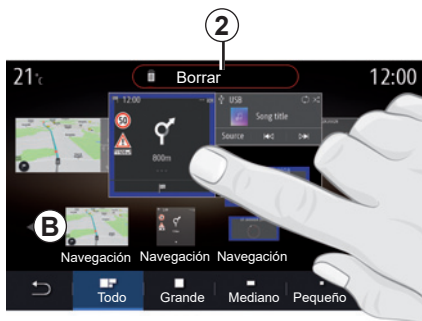 2
21°c
Borrar
12:00
12:00
USB
50
Song title
800m
Source
B
Navegación Navegación Navegación
Todo Grande Mediano Pequeño